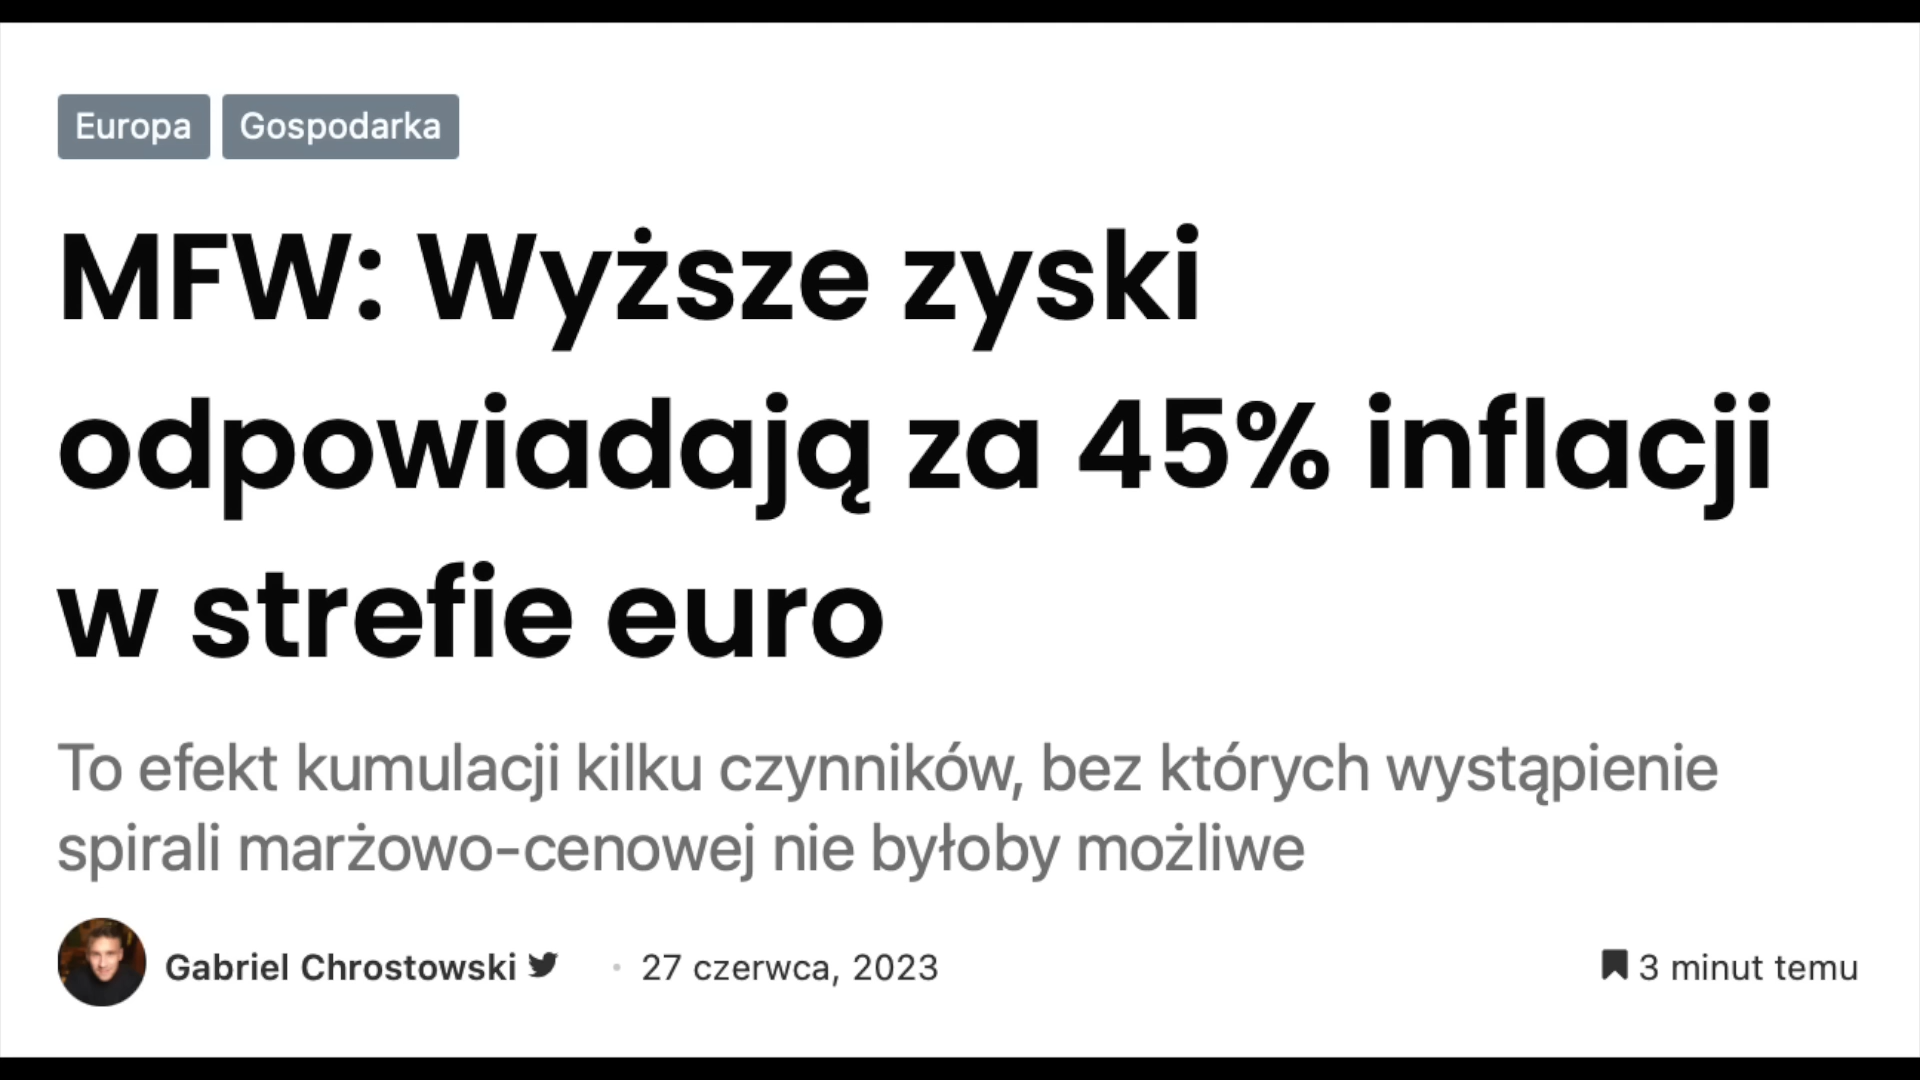 Europa Gospodarka
MFW: Wyższe zyski
odpowiadają za 45% inflacji
w strefie euro
To efekt kumulacji kilku czynników, bez których wystąpienie
spirali marżowo-cenowej nie byłoby możliwe
Gabriel Chrostowski · 27 czerwca, 2023 3 minut temu